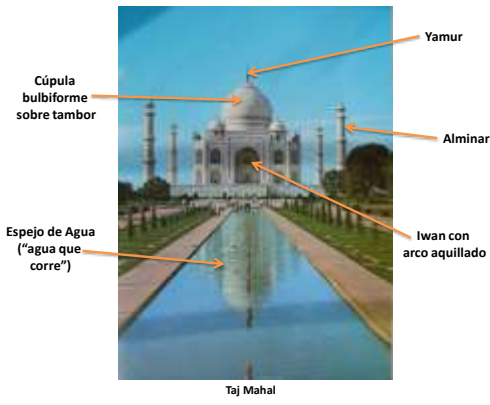 Yamur
Cúpula
bulbiforme
sobre tambor
Alminar
Espejo de Agua
(“agua que
corre”)
Iwan con
arco aquillado
Taj Mahal